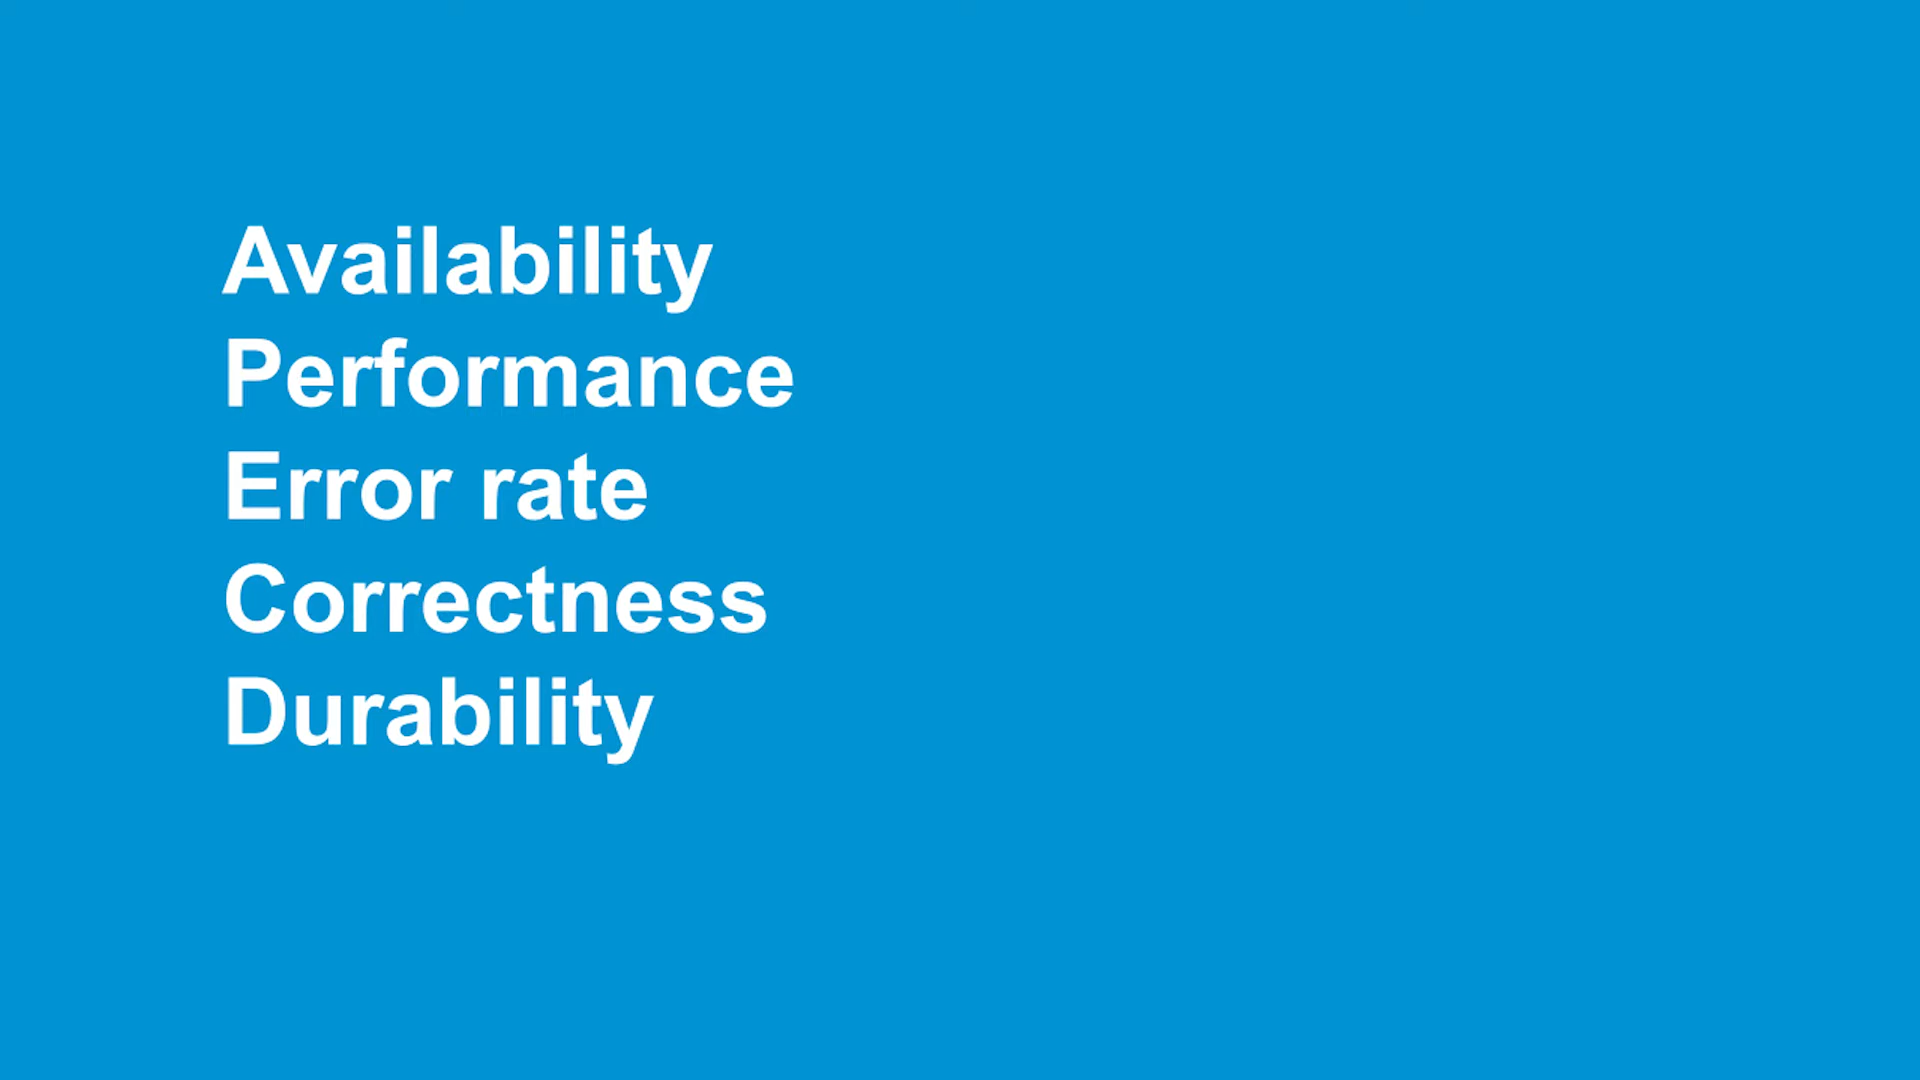 Availability
Performance
Error rate
Correctness
Durability